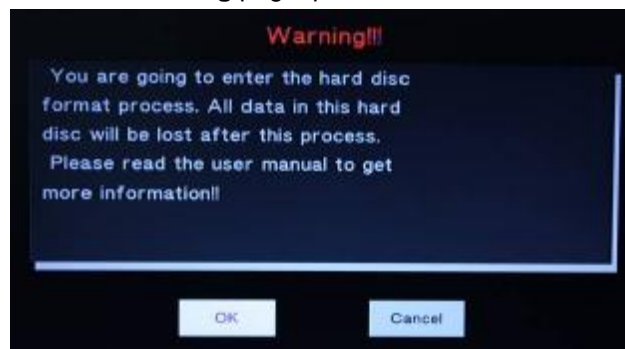 Warning!!!
You are going to enter the hard disc
format process. All data in this hard
disc will be lost after this process.
Please read the user manual to get
more information!!
OK
Cancel